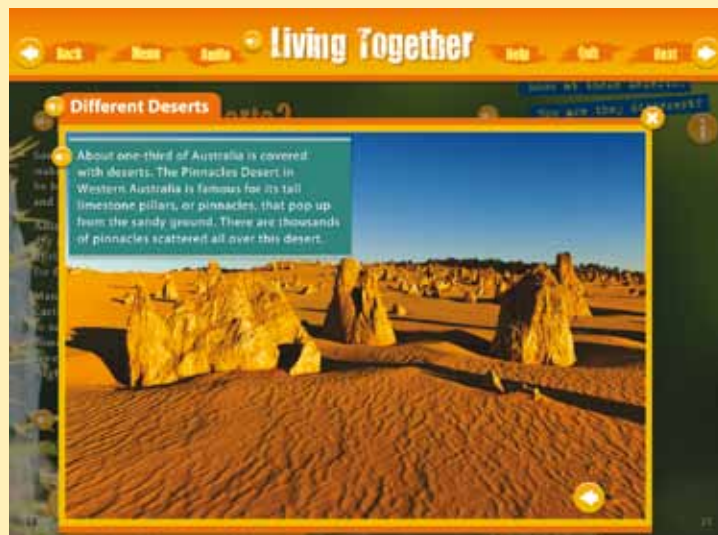 Living Together
Back
Menu
Audio
Help
Quit
Next
Different Deserts
About one-third of Australia is covered
with deserts. The Pinnacles Desert in
Western Australia is famous for its tall
limestone pillars, or pinnacles, that pop up
from the sandy ground. There are thousands
of pinnacles scattered all over this desert.